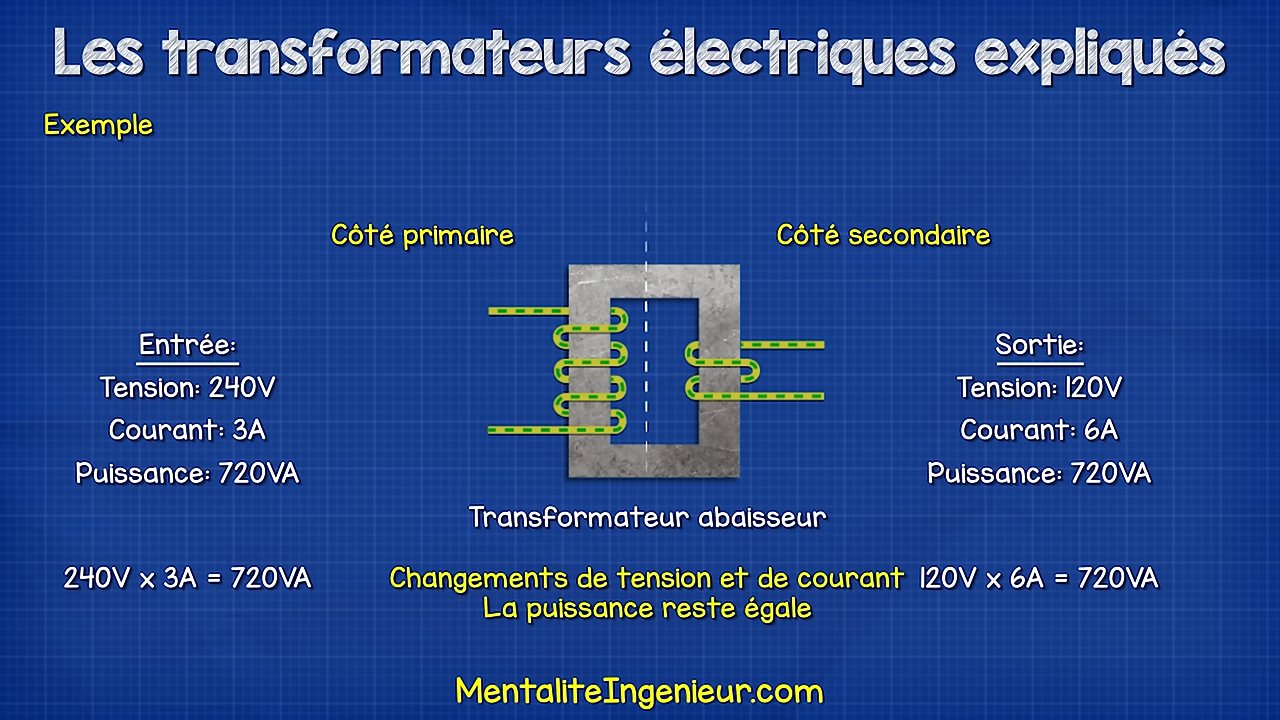 Les transformateurs électriques expliqués
Exemple
Côté primaire
Côté secondaire
Entrée:
Tension: 240V
Courant: 3A
Puissance: 720VA
Sortie:
Tension: 120V
Courant: 6A
Puissance: 720VA
Transformateur abaisseur
240V x 3A = 720VA
Changements de tension et de courant
La puissance reste égale
120V x 6A = 720VA
MentaliteIngenieur.com